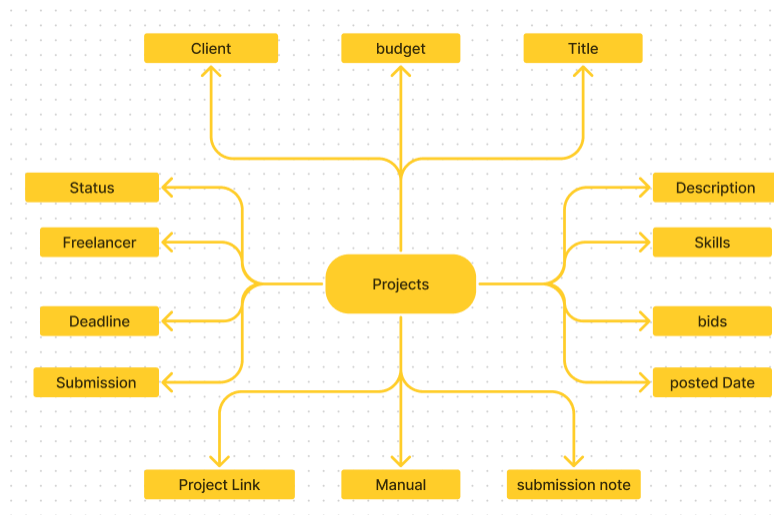 Client
budget
Title
Status
Description
Freelancer
Skills
Projects
Deadline
bids
Submission
posted Date
Project Link
Manual
submission note